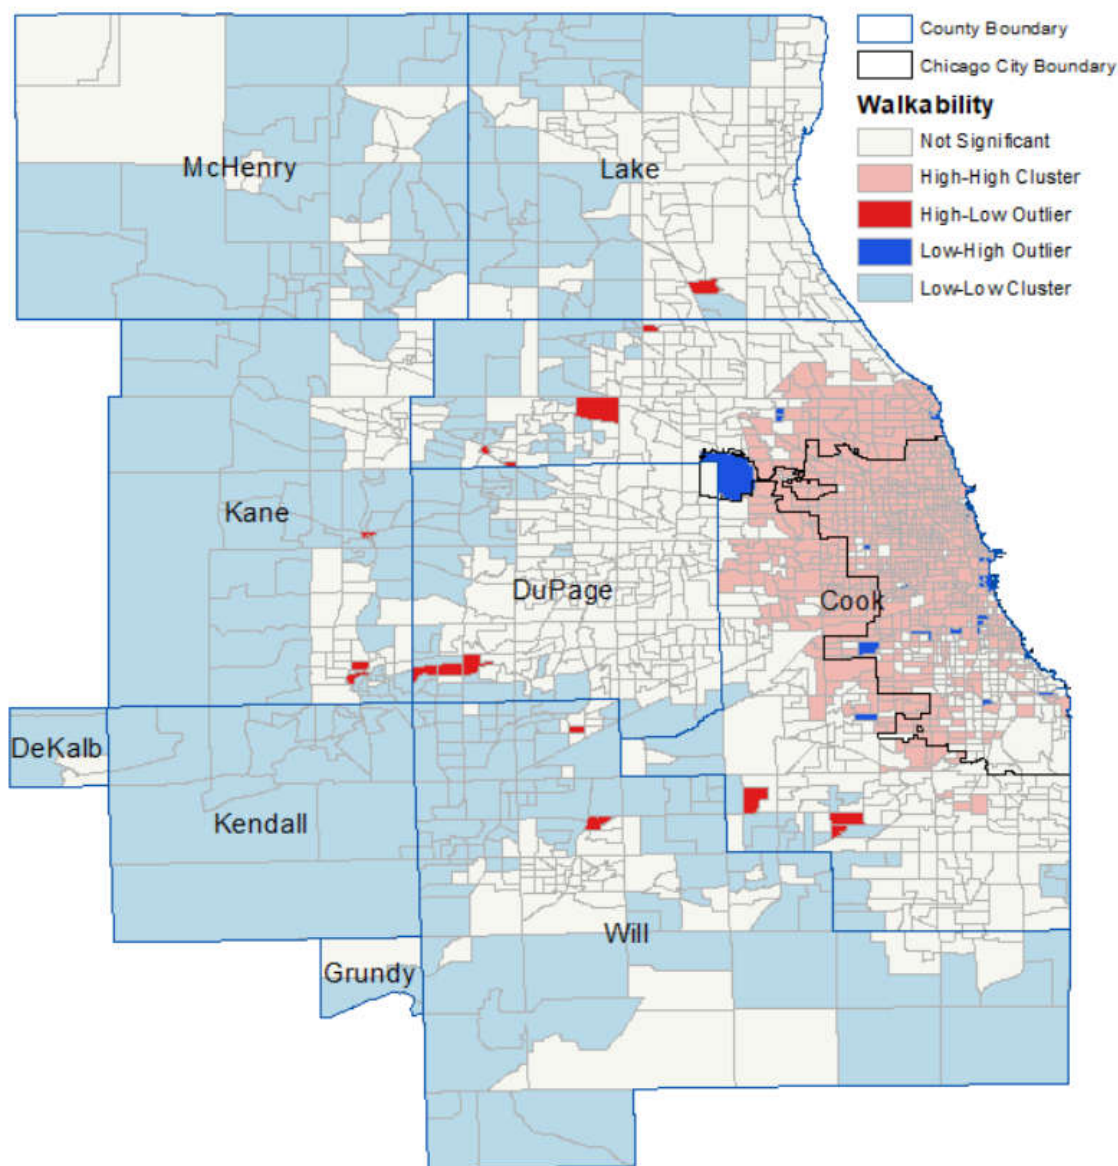 County Boundary
Chicago City Boundary
Walkability
Not Significant
High-High Cluster
High-Low Outlier
Low-High Outlier
Low-Low Cluster
McHenry
Lake
Kane
DuPage
Cook
DeKalb
Kendall
Will
Grundy